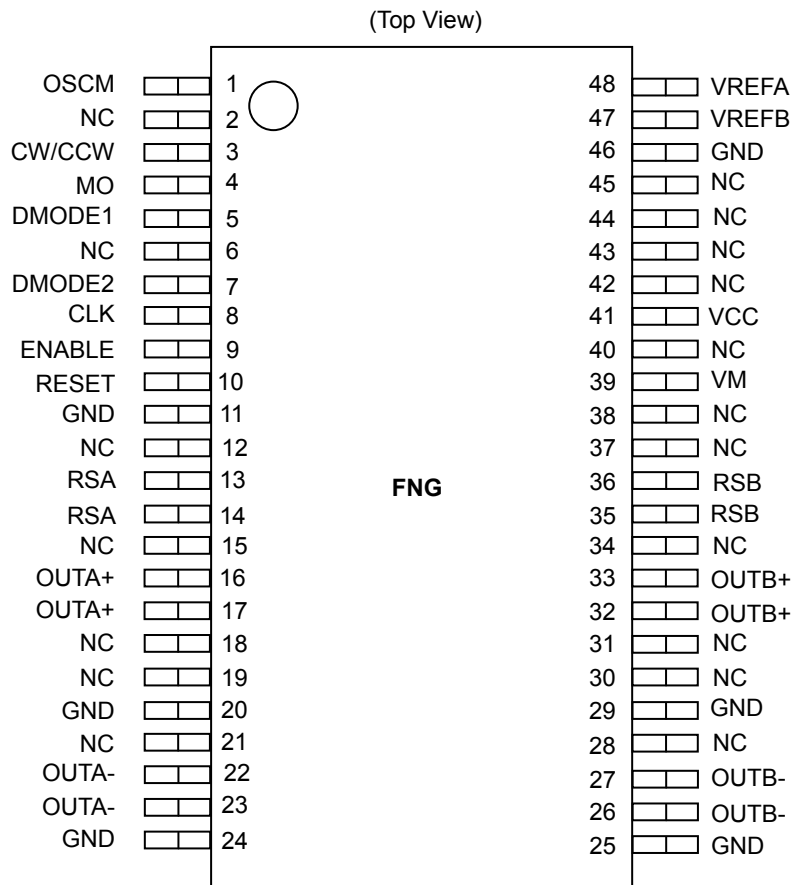 (Top View)
OSCM 1 48 VREFA
NC 2 47 VREFB
CW/CCW 3 46 GND
MO 4 45 NC
DMODE1 5 44 NC
NC 6 43 NC
DMODE2 7 42 NC
CLK 8 41 VCC
ENABLE 9 40 NC
RESET 10 39 VM
GND 11 38 NC
NC 12 37 NC
RSA 13 36 RSB
FNG
RSA 14 35 RSB
NC 15 34 NC
OUTA+ 16 33 OUTB+
OUTA+ 17 32 OUTB+
NC 18 31 NC
NC 19 30 NC
GND 20 29 GND
NC 21 28 NC
OUTA- 22 27 OUTB-
OUTA- 23 26 OUTB-
GND 24 25 GND